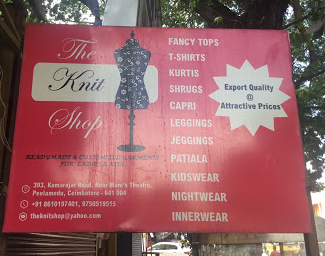 The
Knit
Shop
READYMADE & CUSTOMIZED GARMENTS
FOR LADIES & KIDS
FANCY TOPS
T-SHIRTS
KURTIS
SHRUGS
CAPRI
LEGGINGS
JEGGINGS
PATIALA
KIDSWEAR
NIGHTWEAR
INNERWEAR
Export Quality
@
Attractive Prices
393, Kamarajar Road, Near Mani's Theatre,
Peelamedu, Coimbatore - 641 004
+91 8610197401, 9750519515
theknitshop@yahoo.com